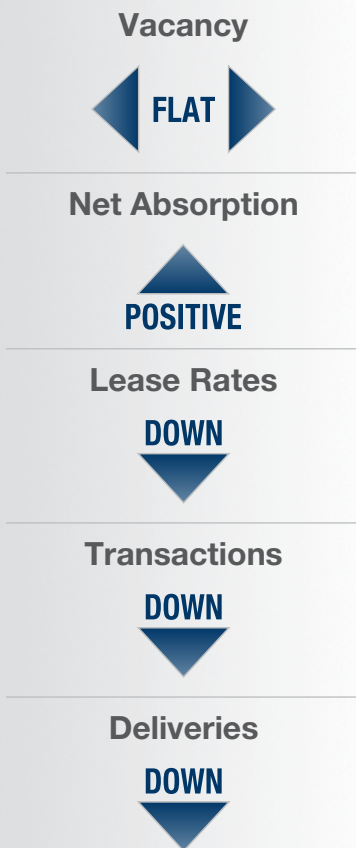 Vacancy
FLAT
Net Absorption
POSITIVE
Lease Rates
DOWN
Transactions
DOWN
Deliveries
DOWN